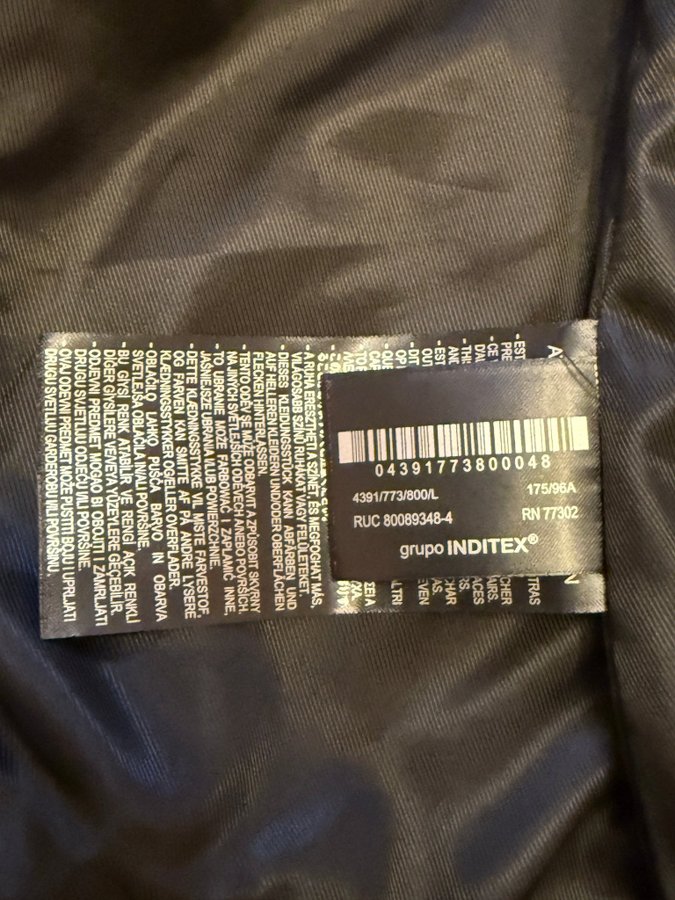 04391773800048
4391/773/800/L
175/96A
RUC 80089348-4
RN 77302
grupo INDITEX®
- A RUHA ERESZTHETI A SZÍNÉT ÉS MEGFOGHAT MÁS,
VILÁGOSABB SZÍNŰ RUHÁKAT VAGY FELÜLETEKET.
- DIESES KLEIDUNGSSTÜCK KANN ABFÄRBEN UND
AUF HELLEREN KLEIDERN UND/ODER OBERFLÄCHEN
FLECKEN HINTERLASSEN.
- TENTO ODĚV SE MŮŽE ODBARVIT A ZPŮSOBIT SKVRNY
NA JINÝCH SVĚTLEJŠÍCH ODĚVECH A/ANEBO POVRŠÍCH.
- TO UBRANIE MOŻE FARBOWAĆ I ZAPLAMIĆ INNE,
JAŚNIEJSZE UBRANIA I/LUB POWIERZCHNIE.
- DETTE KLÆDNINGSSTYKKE VIL MISTE FARVESTOF,
OG FARVEN KAN SMITTE AF PÅ ANDRE LYSERE
KLÆDNINGSSTYKKER OG/ELLER OVERFLADER.
- OBLAČILO LAHKO PUŠČA BARVO IN OBARVA
SVETLEJŠA OBLAČILA IN/ALI POVRŠINE.
- BU GİYSİ RENK ATABİLİR VE RENGİ AÇIK RENKLİ
DİĞER GİYSİLERE VE/VEYA YÜZEYLERE GEÇEBİLİR.
- ODJEVNI PREDMET MOGAO BI OBOJITI I ZAMRLJATI
DRUGU SVJETLIJU ODJEĆU I/ILI POVRŠINE.
- OVAJ ODEVNI PREDMET MOŽE PUSTITI BOJU I UPRLJATI
DRUGU SVETLIJU GARDEROBU I/ILI POVRŠINU.